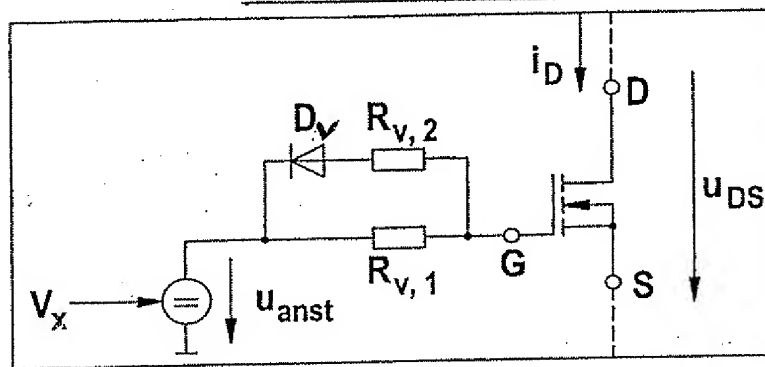 i_D
D
D_v
R_v, 2
u_DS
G
R_v, 1
S
V_x
=
u_anst